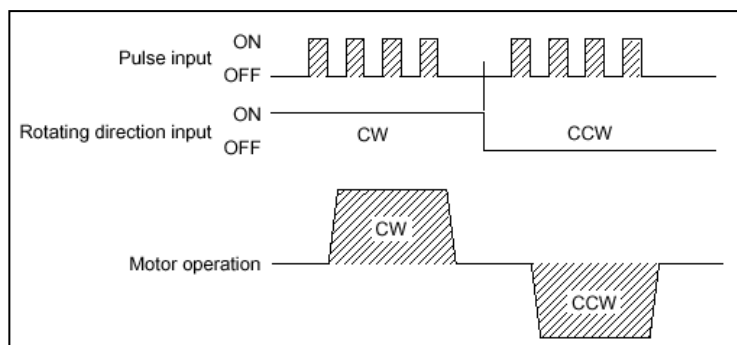 ON
Pulse input
OFF
ON
Rotating direction input
CW
CCW
OFF
CW
Motor operation
CCW